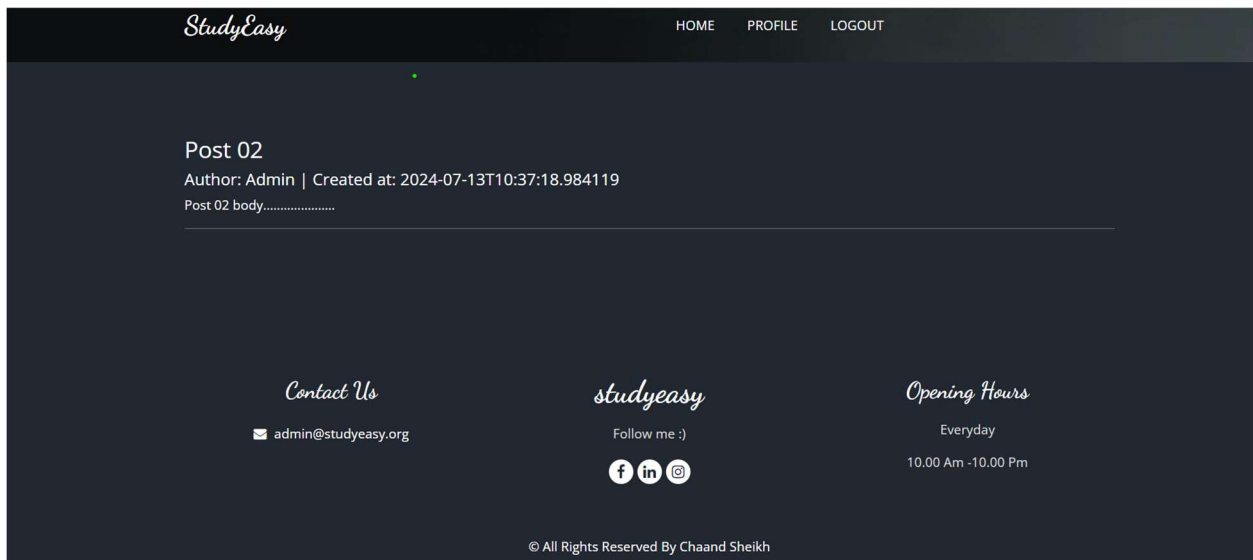 StudyEasy
HOME PROFILE LOGOUT
Post 02
Author: Admin | Created at: 2024-07-13T10:37:18.984119
Post 02 body.....................
Contact Us
admin@studyeasy.org
studyeasy
Follow me :)
Opening Hours
Everyday
10.00 Am -10.00 Pm
© All Rights Reserved By Chaand Sheikh